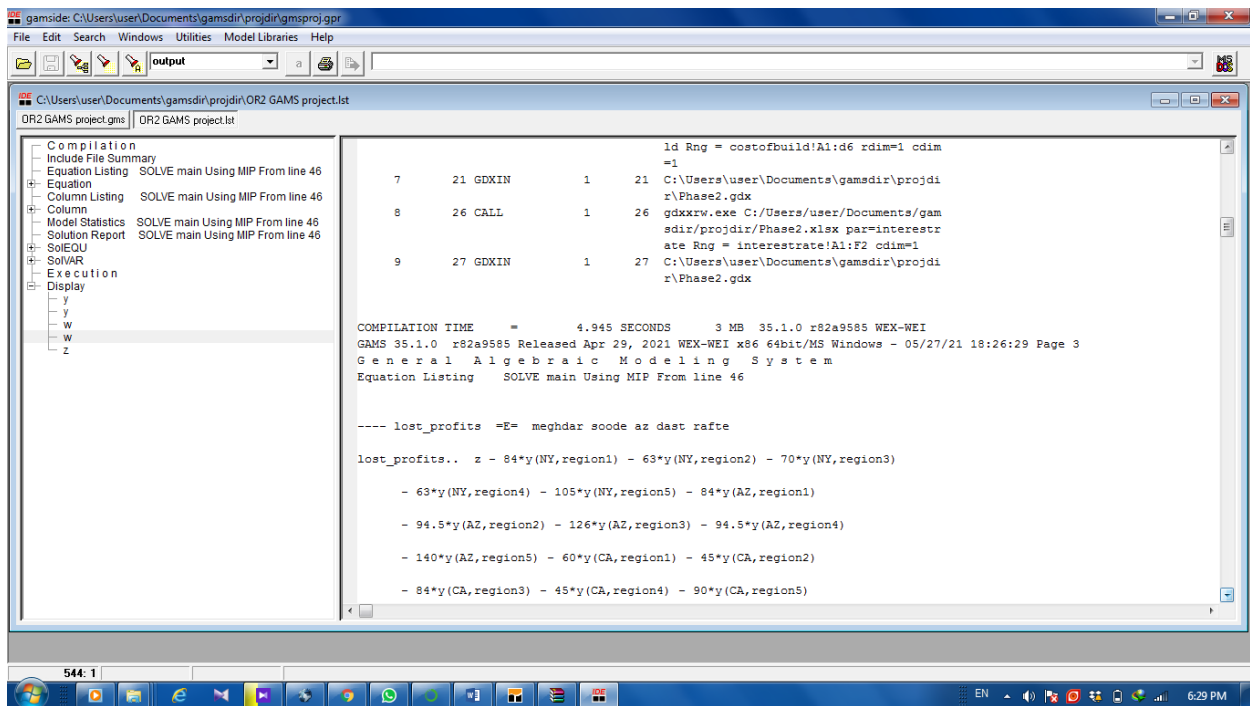 gamside: C:\Users\user\Documents\gamsdir\projdir\gmsproj.gpr
File Edit Search Windows Utilities Model Libraries Help
output
a
C:\Users\user\Documents\gamsdir\projdir\OR2 GAMS project.lst
OR2 GAMS project.gms OR2 GAMS project.lst
Compilation
Include File Summary
Equation Listing SOLVE main Using MIP From line 46
Equation
Column Listing SOLVE main Using MIP From line 46
Column
Model Statistics SOLVE main Using MIP From line 46
Solution Report SOLVE main Using MIP From line 46
SolEQU
SolVAR
Execution
Display
y
y
w
w
z
ld Rng = costofbuild!A1:d6 rdim=1 cdim
=1
7 21 GDXIN 1 21 C:\Users\user\Documents\gamsdir\projdi
r\Phase2.gdx
8 26 CALL 1 26 gdxxrw.exe C:/Users/user/Documents/gam
sdir/projdir/Phase2.xlsx par=interestr
ate Rng = interestrate!A1:F2 cdim=1
9 27 GDXIN 1 27 C:\Users\user\Documents\gamsdir\projdi
r\Phase2.gdx
COMPILATION TIME = 4.945 SECONDS 3 MB 35.1.0 r82a9585 WEX-WEI
GAMS 35.1.0 r82a9585 Released Apr 29, 2021 WEX-WEI x86 64bit/MS Windows - 05/27/21 18:26:29 Page 3
G e n e r a l A l g e b r a i c M o d e l i n g S y s t e m
Equation Listing SOLVE main Using MIP From line 46
---- lost_profits =E= meghdar soode az dast rafte
lost_profits.. z - 84*y(NY,region1) - 63*y(NY,region2) - 70*y(NY,region3)
- 63*y(NY,region4) - 105*y(NY,region5) - 84*y(AZ,region1)
- 94.5*y(AZ,region2) - 126*y(AZ,region3) - 94.5*y(AZ,region4)
- 140*y(AZ,region5) - 60*y(CA,region1) - 45*y(CA,region2)
- 84*y(CA,region3) - 45*y(CA,region4) - 90*y(CA,region5)
544: 1
EN 6:29 PM